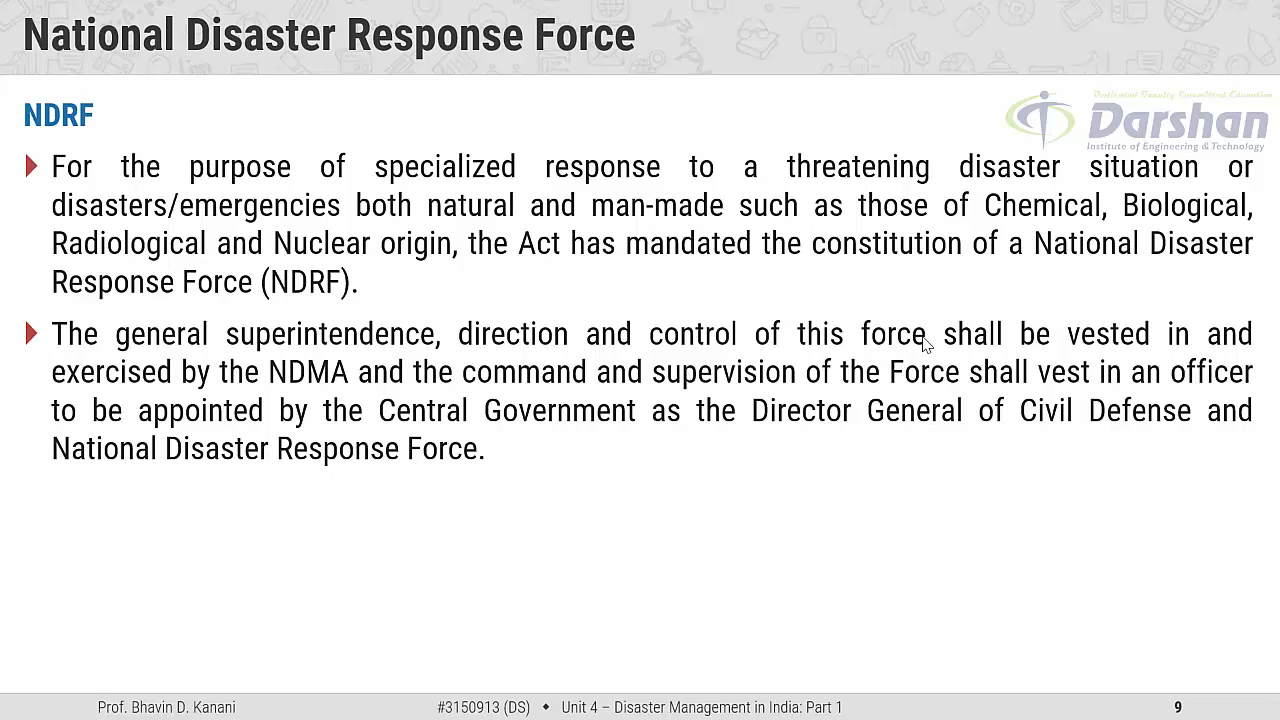 National Disaster Response Force
NDRF
Dedicated Faculty Committed Education
Darshan
Institute of Engineering & Technology
For the purpose of specialized response to a threatening disaster situation or
disasters/emergencies both natural and man-made such as those of Chemical, Biological,
Radiological and Nuclear origin, the Act has mandated the constitution of a National Disaster
Response Force (NDRF).
The general superintendence, direction and control of this force shall be vested in and
exercised by the NDMA and the command and supervision of the Force shall vest in an officer
to be appointed by the Central Government as the Director General of Civil Defense and
National Disaster Response Force.
Prof. Bhavin D. Kanani
#3150913 (DS) ◆ Unit 4 – Disaster Management in India: Part 1
9